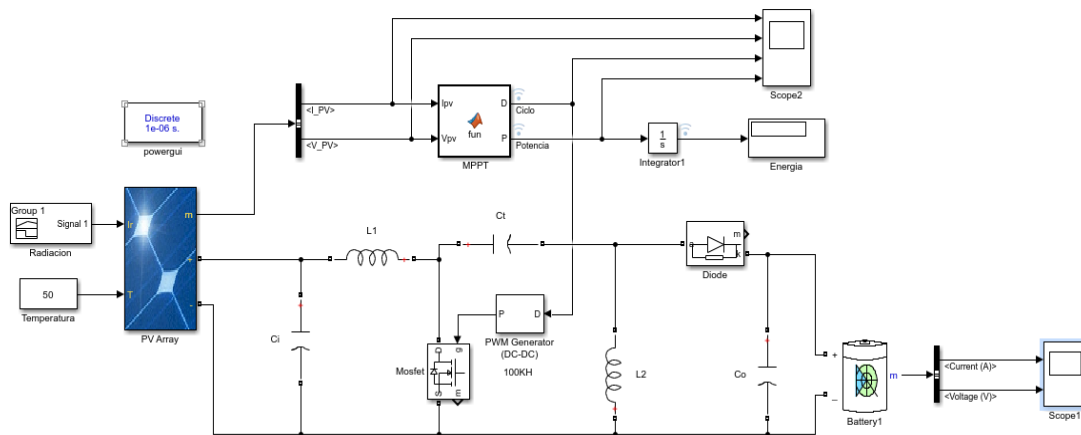 Scope2
<I_PV>
<V_PV>
Ipv
Vpv
fun
D
P
MPPT
Ciclo
Potencia
1
s
Integrator1
Energia
Discrete
1e-06 s.
powergui
Group 1
Signal 1
Radiacion
50
Temperatura
Ir
T
m
+
-
PV Array
L1
Ct
Ci
Mosfet
D
g
S
m
P
D
PWM Generator
(DC-DC)
100KH
L2
a
m
k
Diode
Co
+
_
m
Battery1
<Current (A)>
<Voltage (V)>
Scope1